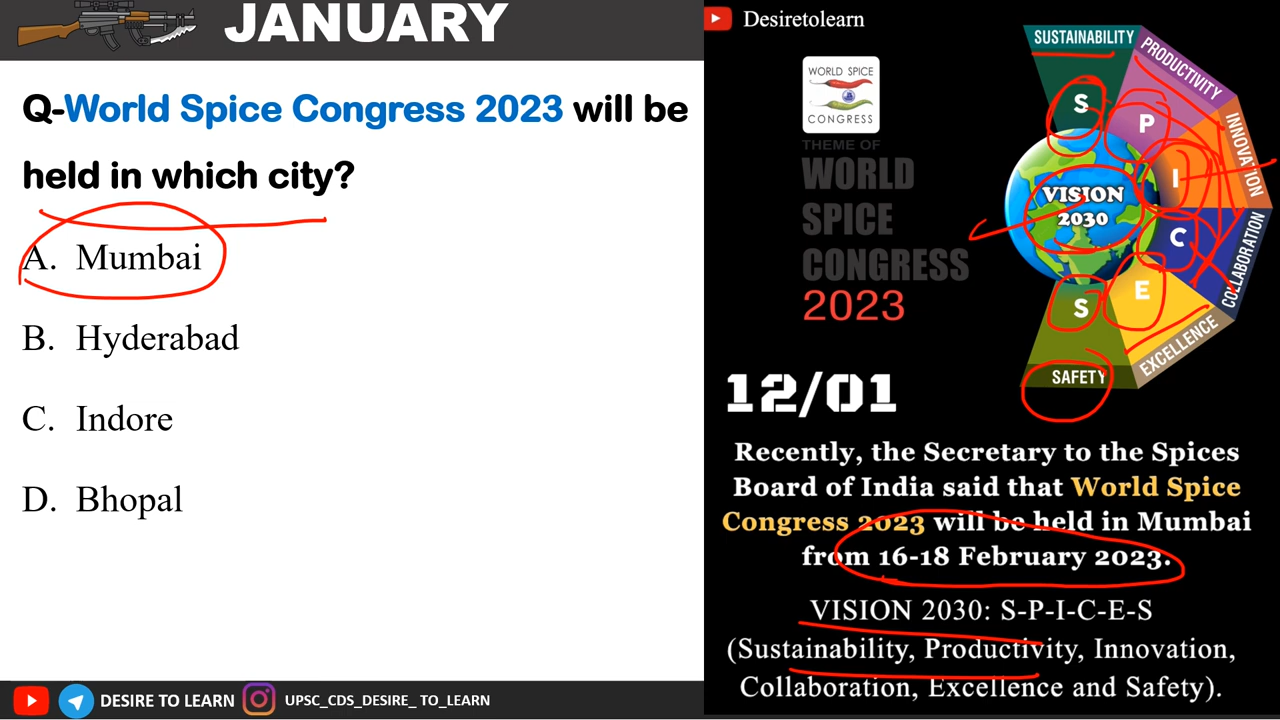 JANUARY
Q-World Spice Congress 2023 will be
held in which city?
A. Mumbai
B. Hyderabad
C. Indore
D. Bhopal
DESIRE TO LEARN
UPSC_CDS_DESIRE_ TO_LEARN
Desiretolearn
WORLD SPICE
CONGRESS
THEME OF
WORLD
SPICE
CONGRESS
2023
SUSTAINABILITY
PRODUCTIVITY
INNOVATION
COLLABORATION
EXCELLENCE
SAFETY
S
P
I
C
E
S
VISION
2030
12/01
Recently, the Secretary to the Spices
Board of India said that World Spice
Congress 2023 will be held in Mumbai
from 16-18 February 2023.
VISION 2030: S-P-I-C-E-S
(Sustainability, Productivity, Innovation,
Collaboration, Excellence and Safety).